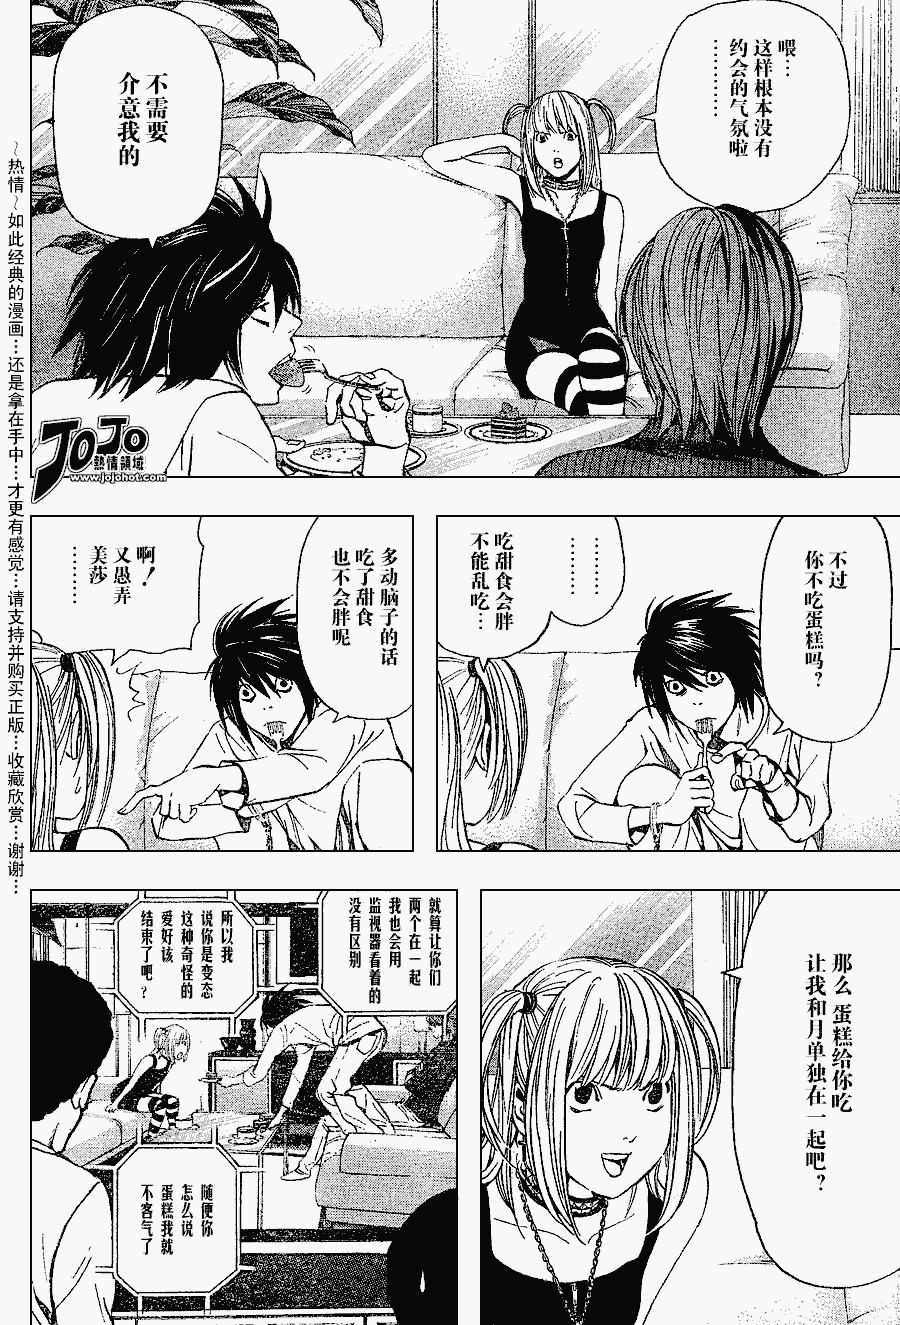 喂…
这样根本没有
约会的气氛啦
…………
不需要
介意我的
不过
你不吃蛋糕吗？
………
………
吃甜食会胖
不能乱吃…
多动脑子的话
吃了甜食
也不会胖呢
啊！
又愚弄
美莎
………
那么 蛋糕给你吃
让我和月单独在一起吧？
就算让你们
两个在一起
我也会用
监视器看着的
没有区别
所以我
说你是变态
这种奇怪的
爱好该
结束了吧？
随便你
怎么说
蛋糕我就
不客气了
～热情～如此经典的漫画…还是拿在手中…才更有感觉…请支持并购买正版…收藏欣赏…谢谢…
JOJO
熱情領域
www.jojohot.com